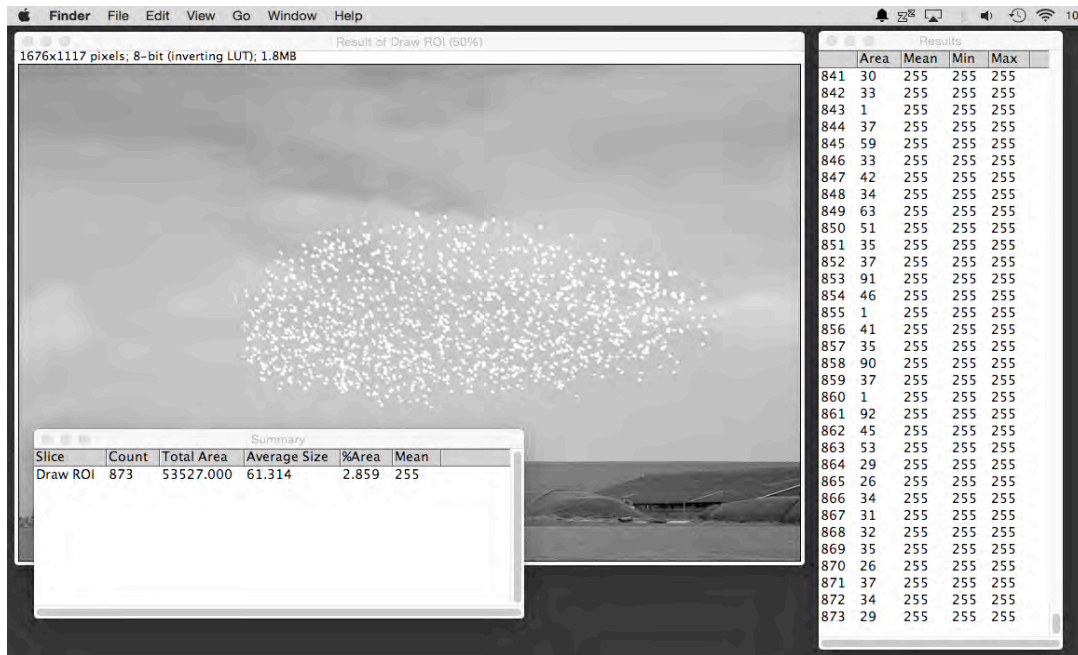 Finder File Edit View Go Window Help 10
Result of Draw ROI (50%)
1676x1117 pixels; 8-bit (inverting LUT); 1.8MB
Summary
Slice Count Total Area Average Size %Area Mean
Draw ROI 873 53527.000 61.314 2.859 255
Results
Area Mean Min Max
841 30 255 255 255
842 33 255 255 255
843 1 255 255 255
844 37 255 255 255
845 59 255 255 255
846 33 255 255 255
847 42 255 255 255
848 34 255 255 255
849 63 255 255 255
850 51 255 255 255
851 35 255 255 255
852 37 255 255 255
853 91 255 255 255
854 46 255 255 255
855 1 255 255 255
856 41 255 255 255
857 35 255 255 255
858 90 255 255 255
859 37 255 255 255
860 1 255 255 255
861 92 255 255 255
862 45 255 255 255
863 53 255 255 255
864 29 255 255 255
865 26 255 255 255
866 34 255 255 255
867 31 255 255 255
868 32 255 255 255
869 35 255 255 255
870 26 255 255 255
871 37 255 255 255
872 34 255 255 255
873 29 255 255 255